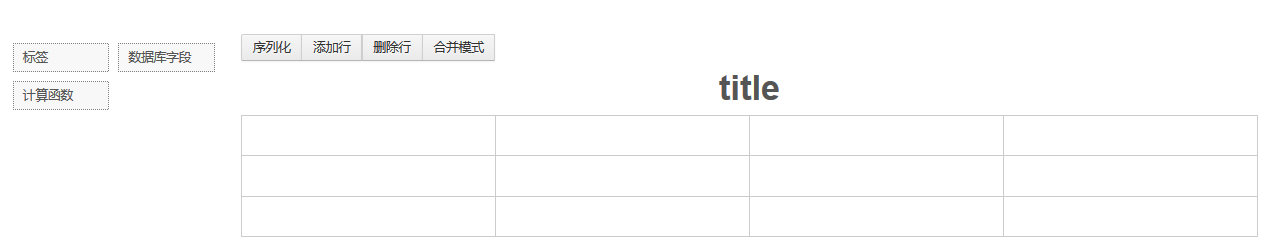 标签
数据库字段
计算函数
序列化 添加行 删除行 合并模式
title